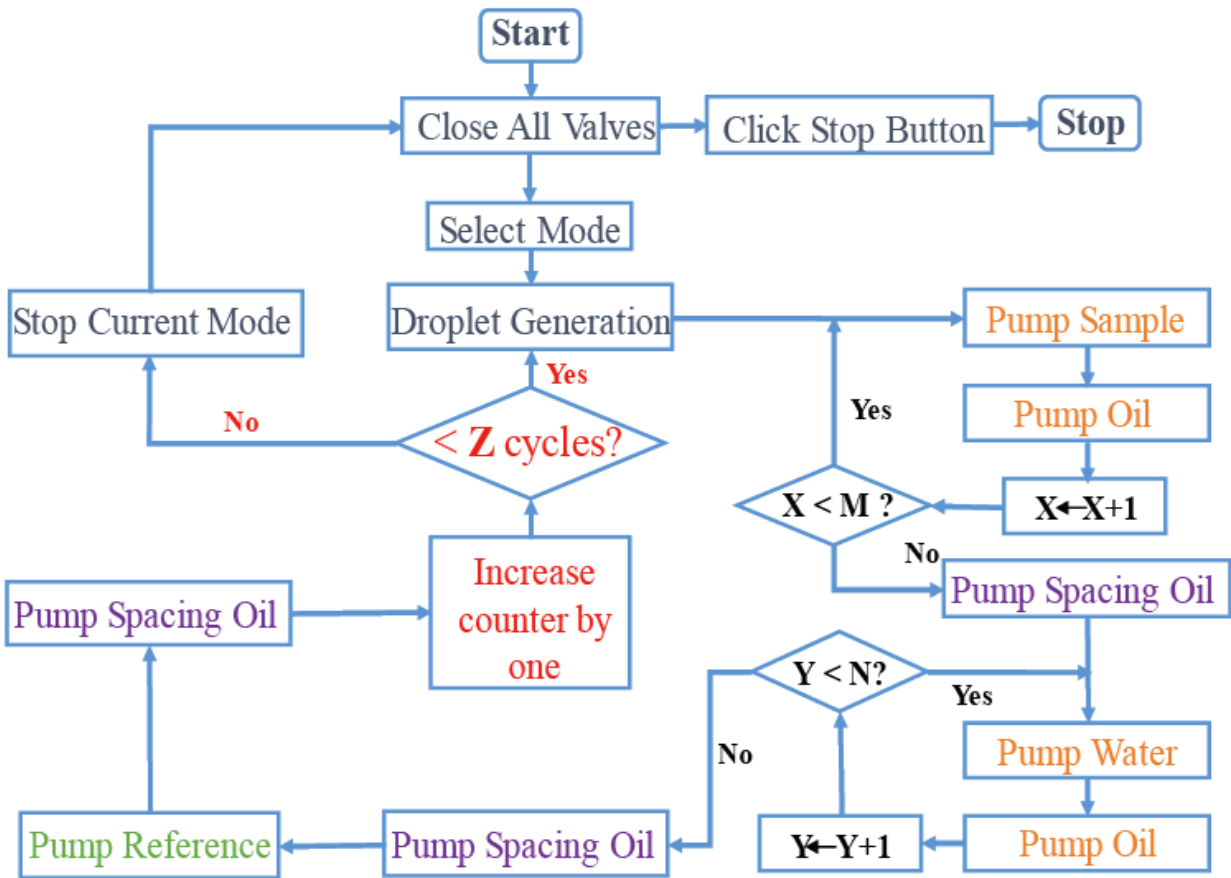 Start
Close All Valves
Click Stop Button
Stop
Select Mode
Stop Current Mode
Droplet Generation
Pump Sample
Yes
No
< Z cycles?
Yes
Pump Oil
X < M ?
X←X+1
No
Increase
counter by
one
Pump Spacing Oil
Pump Spacing Oil
Y < N?
Yes
No
Pump Water
Pump Reference
Pump Spacing Oil
Y←Y+1
Pump Oil